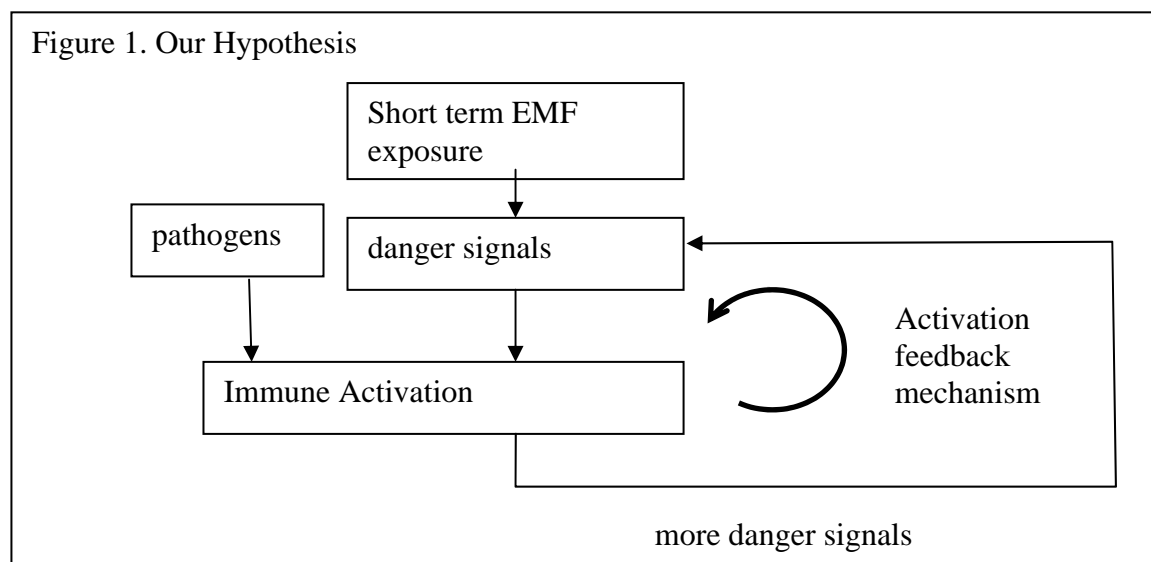 Figure 1. Our Hypothesis
Short term EMF
exposure
pathogens
danger signals
Activation
feedback
mechanism
Immune Activation
more danger signals